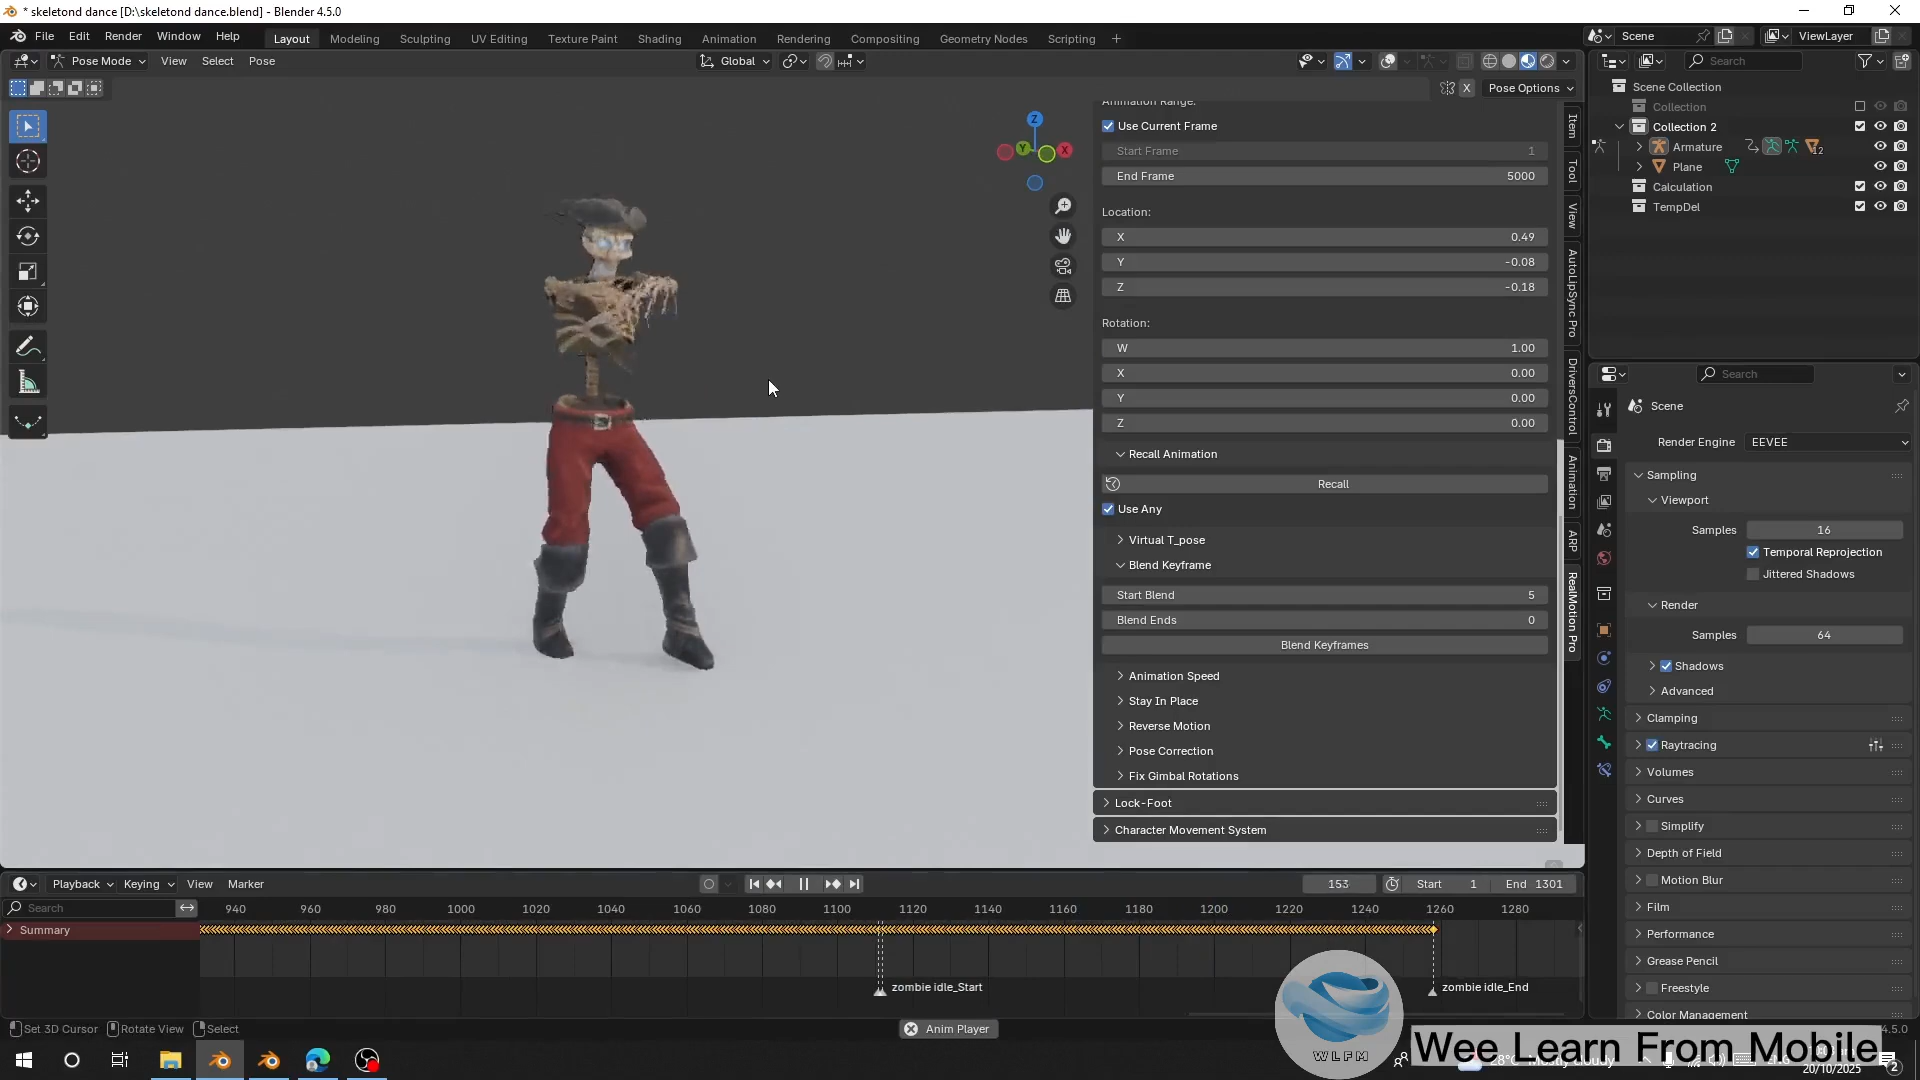 * skeletond dance [D:\skeletond dance.blend] - Blender 4.5.0
File Edit Render Window Help
Layout Modeling Sculpting UV Editing Texture Paint Shading Animation Rendering Compositing Geometry Nodes Scripting +
Scene ViewLayer
Pose Mode View Select Pose
Global
Search
X Pose Options
Scene Collection
Collection
Collection 2
Armature 12
Plane
Calculation
TempDel
Z
Y
X
Animation Range:
Use Current Frame
Start Frame 1
End Frame 5000
Location:
X 0.49
Y -0.08
Z -0.18
Rotation:
W 1.00
X 0.00
Y 0.00
Z 0.00
Recall Animation
Recall
Use Any
Virtual T_pose
Blend Keyframe
Start Blend 5
Blend Ends 0
Blend Keyframes
Animation Speed
Stay In Place
Reverse Motion
Pose Correction
Fix Gimbal Rotations
Lock-Foot
Character Movement System
Item
Tool
View
AutoLipSync Pro
DriversControl
Animation
ARP
RealMotion Pro
Search
Scene
Render Engine EEVEE
Sampling
Viewport
Samples 16
Temporal Reprojection
Jittered Shadows
Render
Samples 64
Shadows
Advanced
Clamping
Raytracing
Volumes
Curves
Simplify
Depth of Field
Motion Blur
Film
Performance
Grease Pencil
Freestyle
Color Management
Playback Keying View Marker
153 Start 1 End 1301
Search
940 960 980 1000 1020 1040 1060 1080 1100 1120 1140 1160 1180 1200 1220 1240 1260 1280
Summary
zombie idle_Start zombie idle_End
Set 3D Cursor Rotate View Select
Anim Player
4.5.0
WLFM
Wee Learn From Mobile
28°C Mostly cloudy
20/10/2025
2